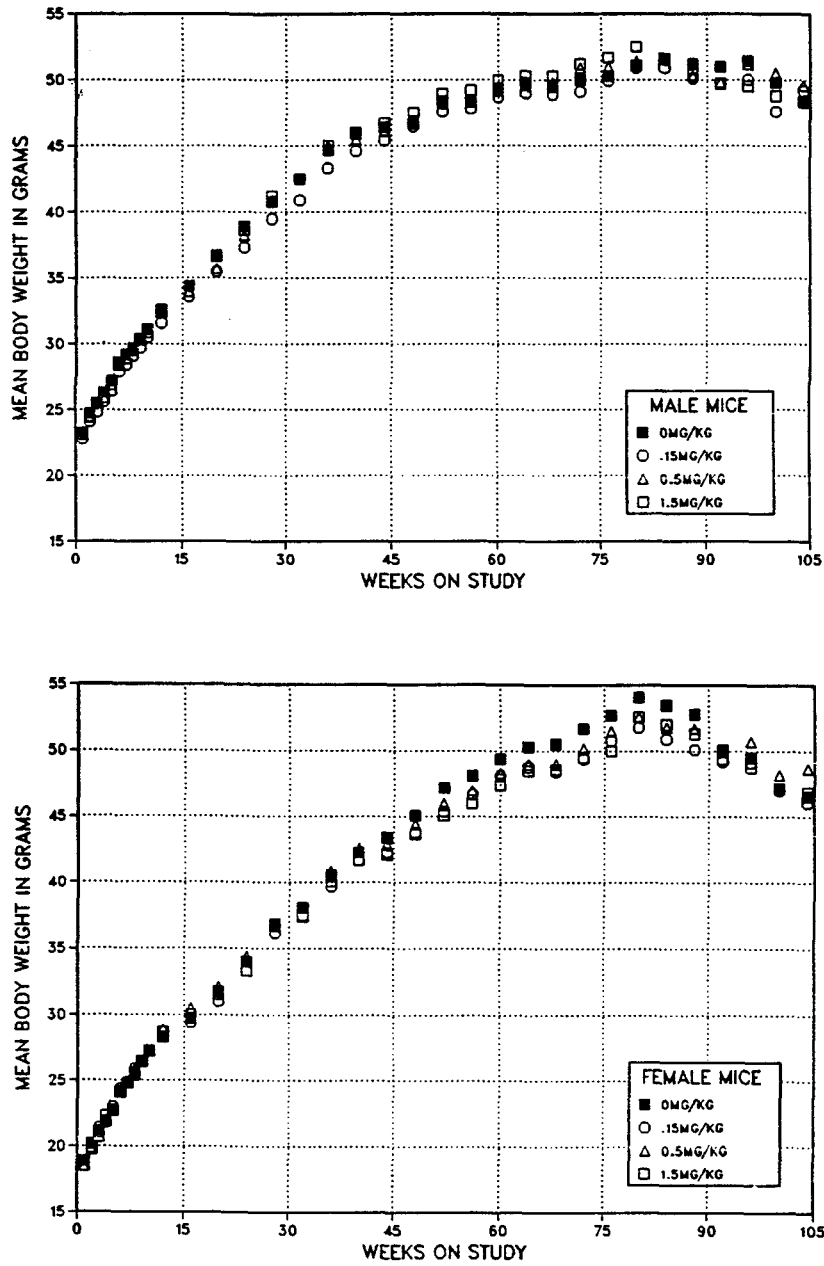 MEAN BODY WEIGHT IN GRAMS
55
50
45
40
35
30
25
20
15
0 15 30 45 60 75 90 105
WEEKS ON STUDY
MALE MICE
0MG/KG
.15MG/KG
0.5MG/KG
1.5MG/KG
MEAN BODY WEIGHT IN GRAMS
55
50
45
40
35
30
25
20
15
0 15 30 45 60 75 90 105
WEEKS ON STUDY
FEMALE MICE
0MG/KG
.15MG/KG
0.5MG/KG
1.5MG/KG